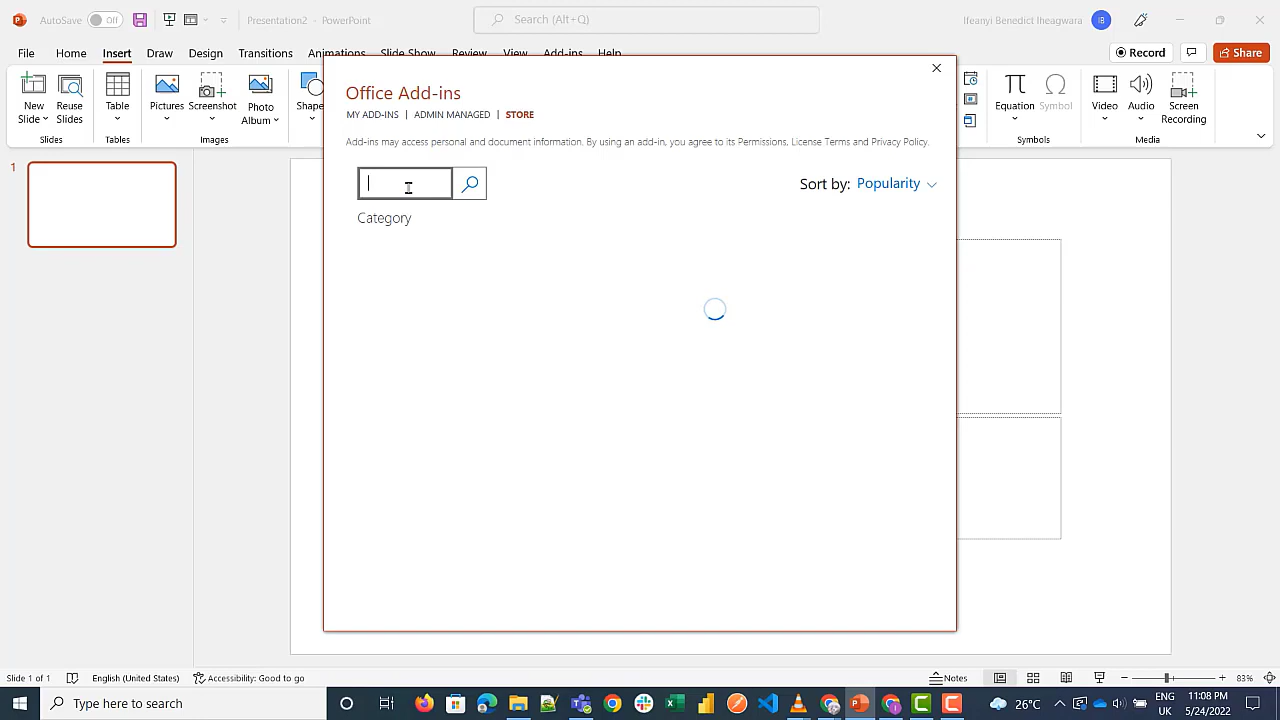 AutoSave Off Presentation2 - PowerPoint Search (Alt+Q) Ifeanyi Benedict Iheagwara IB
File Home Insert Draw Design Transitions Animations Slide Show Review View Add-ins Help Record Share
New Slide Reuse Slides Table Pictures Screenshot Photo Album Equation Symbol Video Audio Screen Recording
Slides Tables Images Symbols Media
Office Add-ins
MY ADD-INS | ADMIN MANAGED | STORE
Add-ins may access personal and document information. By using an add-in, you agree to its Permissions, License Terms and Privacy Policy.
Sort by: Popularity
Category
1
Slide 1 of 1 English (United States) Accessibility: Good to go Notes 83%
Type here to search 26°C ENG UK 11:08 PM 5/24/2022